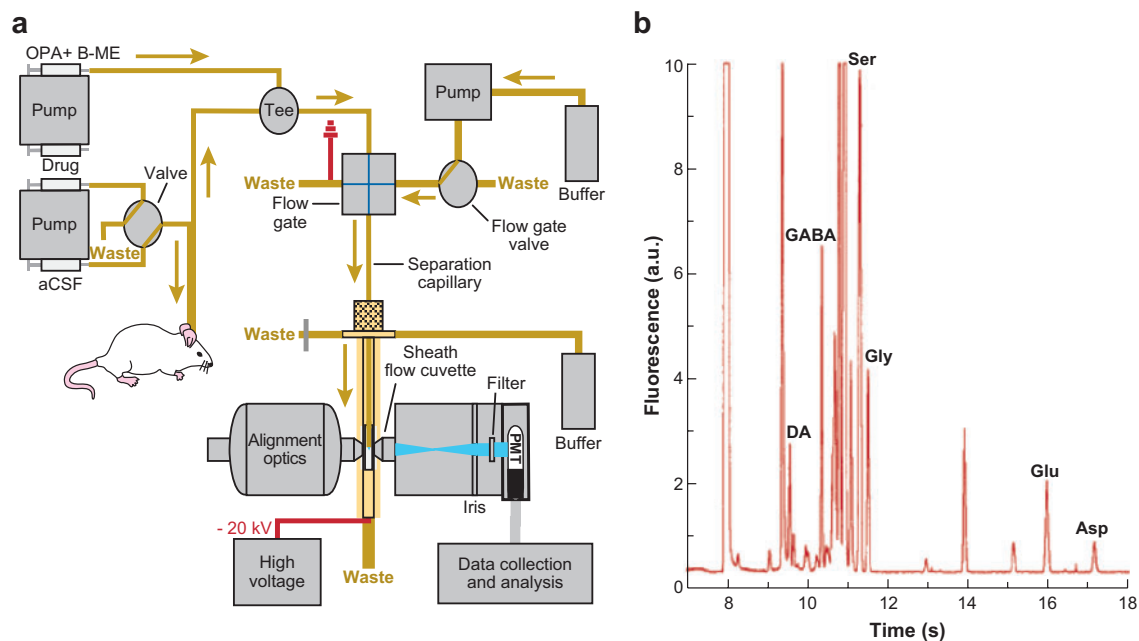 a
OPA+ B-ME
Pump
Drug
Pump
aCSF
Valve
Waste
Tee
Pump
Buffer
Waste
Flow
gate
Waste
Flow gate
valve
Separation
capillary
Waste
Sheath
flow cuvette
Filter
Buffer
Alignment
optics
PMT
Iris
- 20 kV
High
voltage
Waste
Data collection
and analysis
b
Fluorescence (a.u.)
10
8
6
4
2
0
Ser
GABA
Gly
DA
Glu
Asp
8 10 12 14 16 18
Time (s)